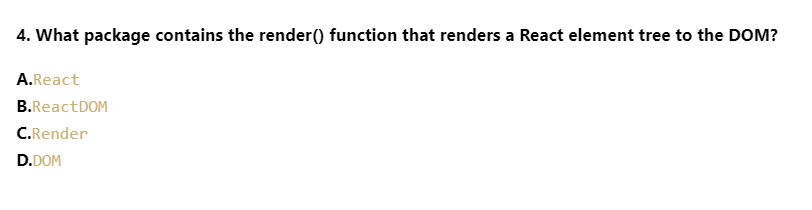 4. What package contains the render() function that renders a React element tree to the DOM?
A.React
B.ReactDOM
C.Render
D.DOM